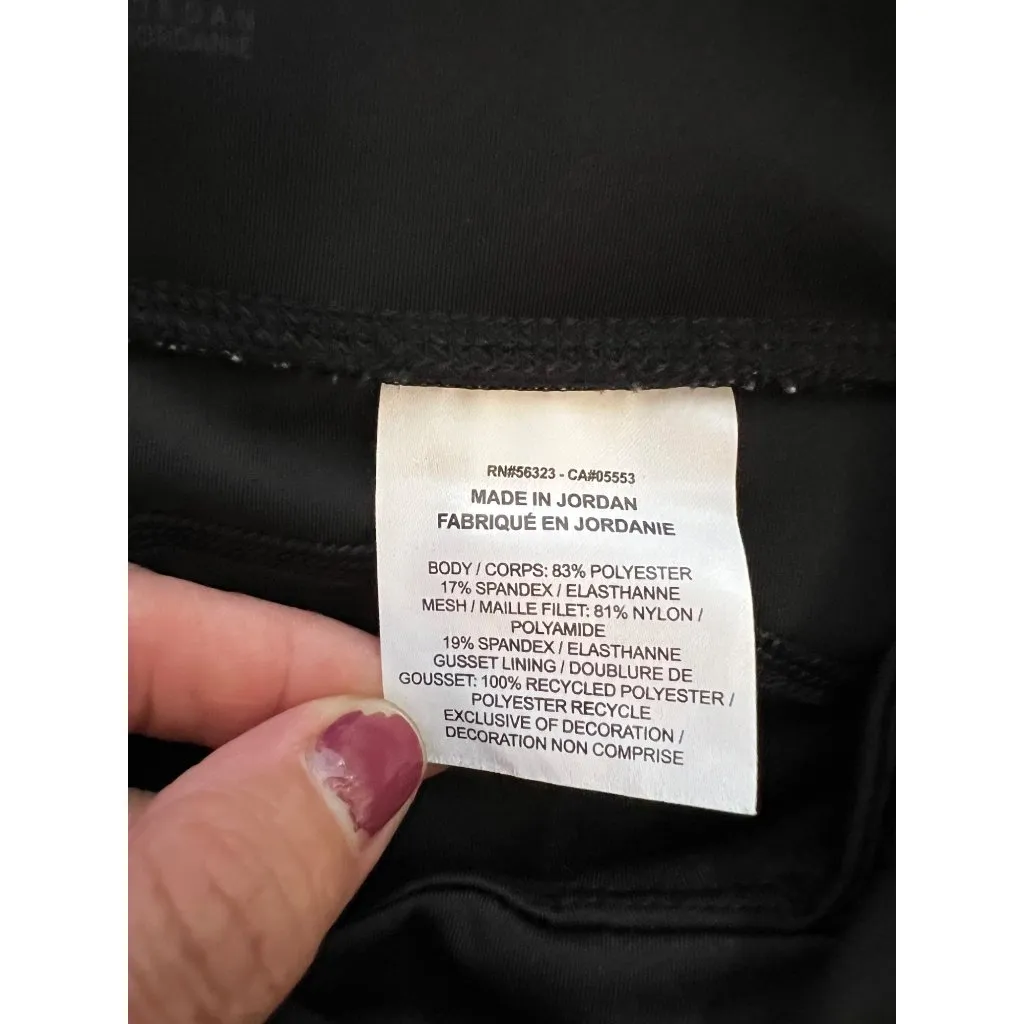 JORDAN
JORDANIE
RN#56323 - CA#05553
MADE IN JORDAN
FABRIQUÉ EN JORDANIE
BODY / CORPS: 83% POLYESTER
17% SPANDEX / ELASTHANNE
MESH / MAILLE FILET: 81% NYLON /
POLYAMIDE
19% SPANDEX / ELASTHANNE
GUSSET LINING / DOUBLURE DE
GOUSSET: 100% RECYCLED POLYESTER /
POLYESTER RECYCLE
EXCLUSIVE OF DECORATION /
DECORATION NON COMPRISE